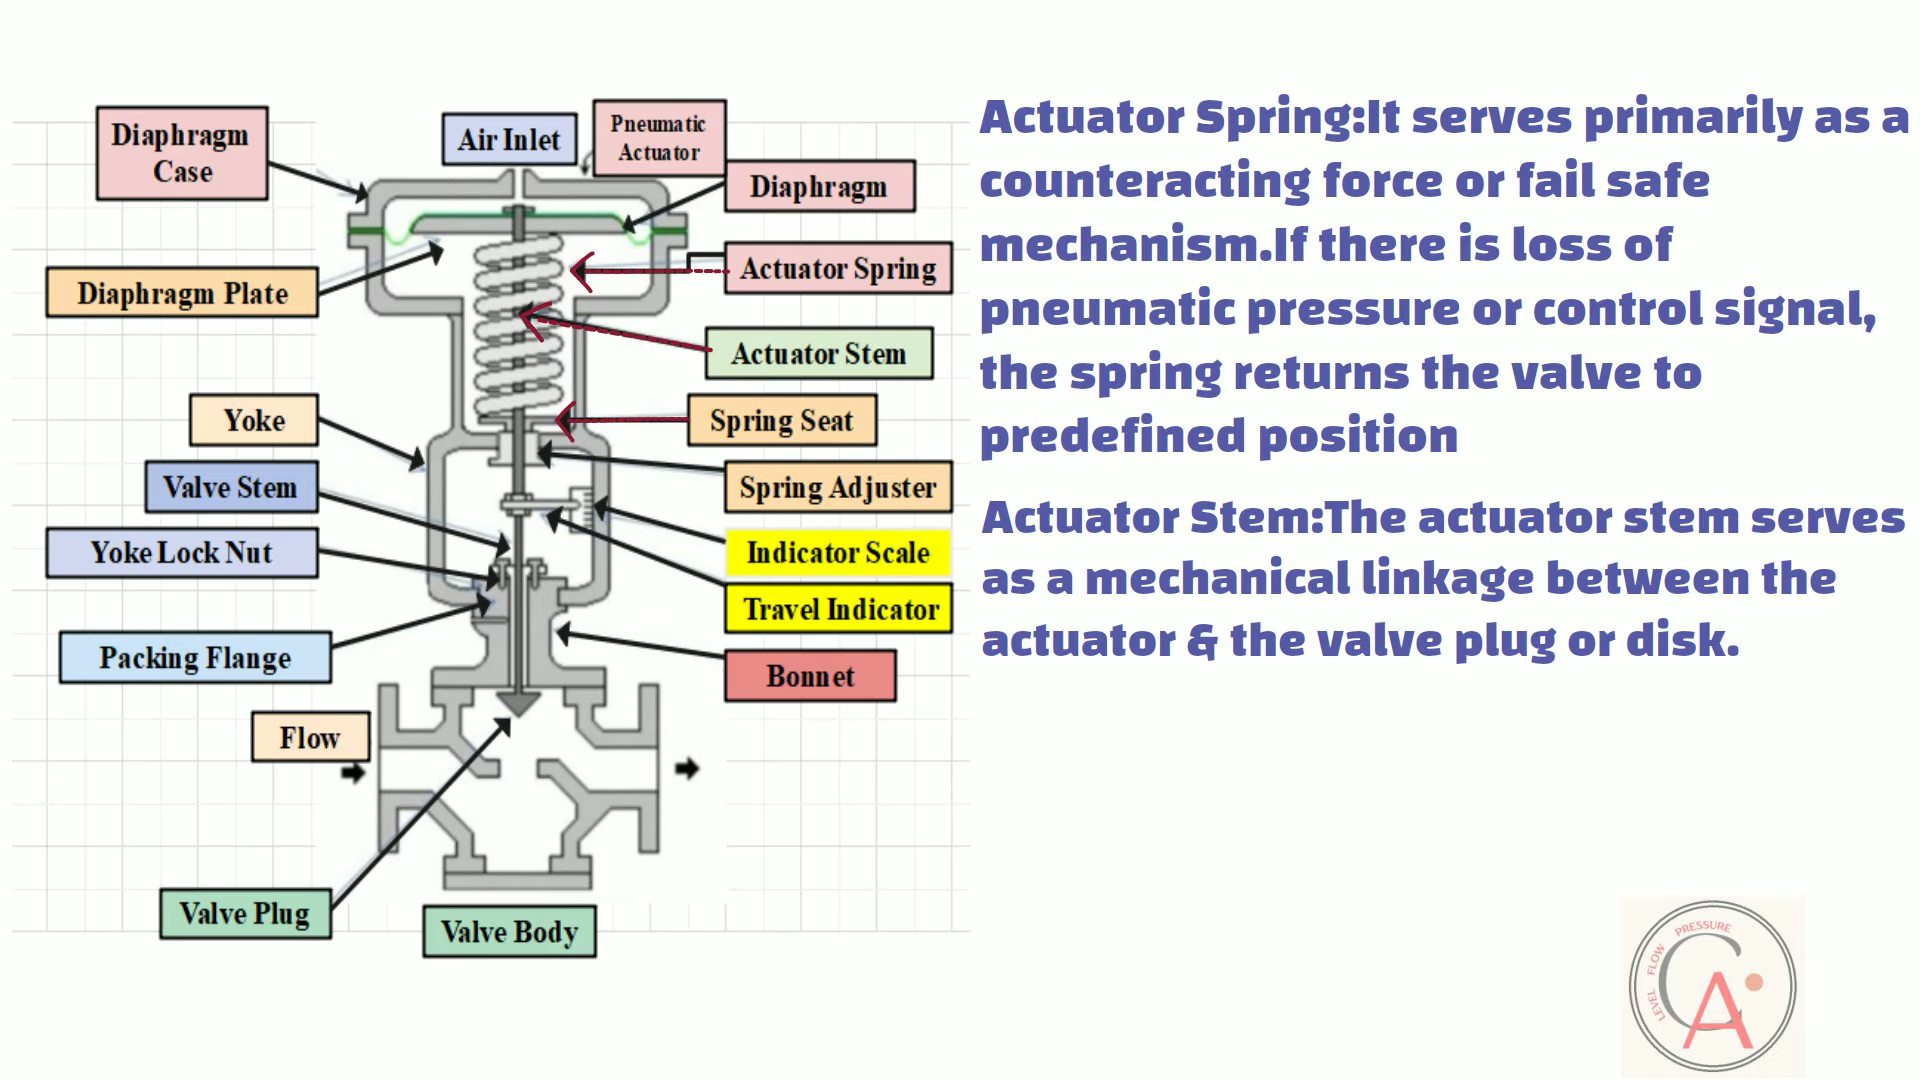 Diaphragm
Case
Air Inlet
Pneumatic
Actuator
Diaphragm
Diaphragm Plate
Actuator Spring
Actuator Stem
Yoke
Spring Seat
Valve Stem
Spring Adjuster
Yoke Lock Nut
Indicator Scale
Travel Indicator
Packing Flange
Bonnet
Flow
Valve Plug
Valve Body
Actuator Spring:It serves primarily as a
counteracting force or fail safe
mechanism.If there is loss of
pneumatic pressure or control signal,
the spring returns the valve to
predefined position
Actuator Stem:The actuator stem serves
as a mechanical linkage between the
actuator & the valve plug or disk.
LEVEL FLOW PRESSURE
CA